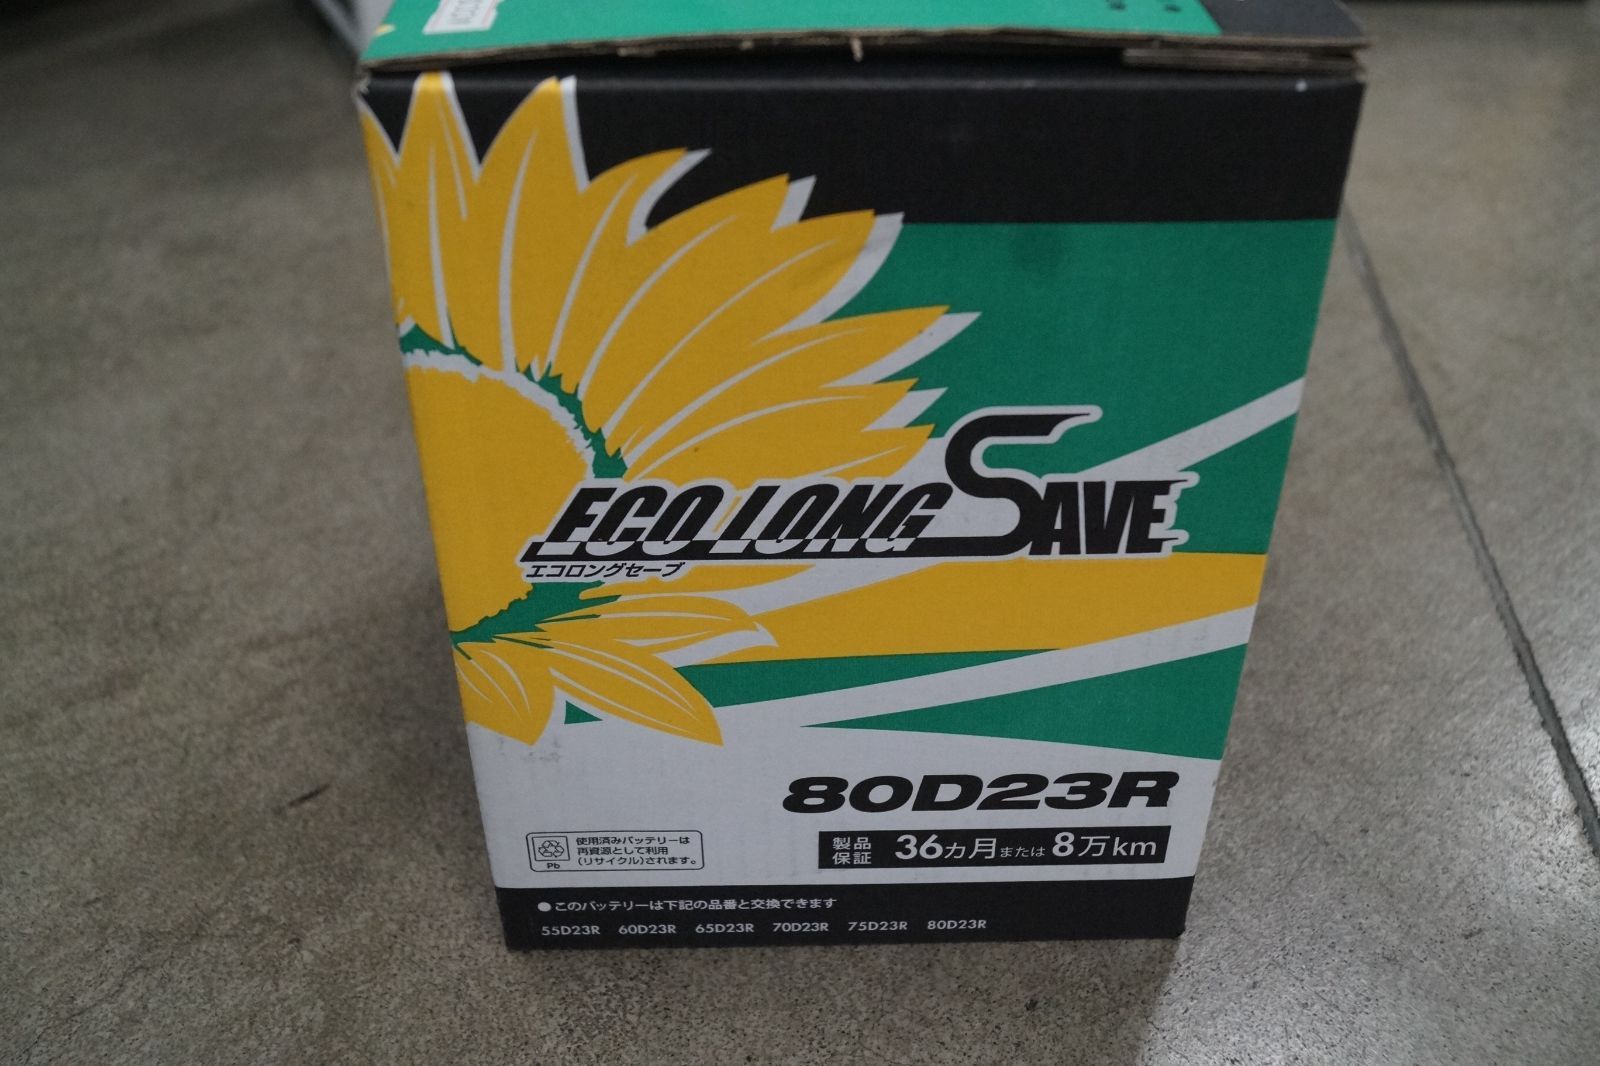 ECO LONG SAVE
エコロングセーブ
80D23R
製品保証 36カ月または8万km
使用済みバッテリーは
再資源として利用
(リサイクル)されます。
Pb
●このバッテリーは下記の品番と交換できます
55D23R 60D23R 65D23R 70D23R 75D23R 80D23R